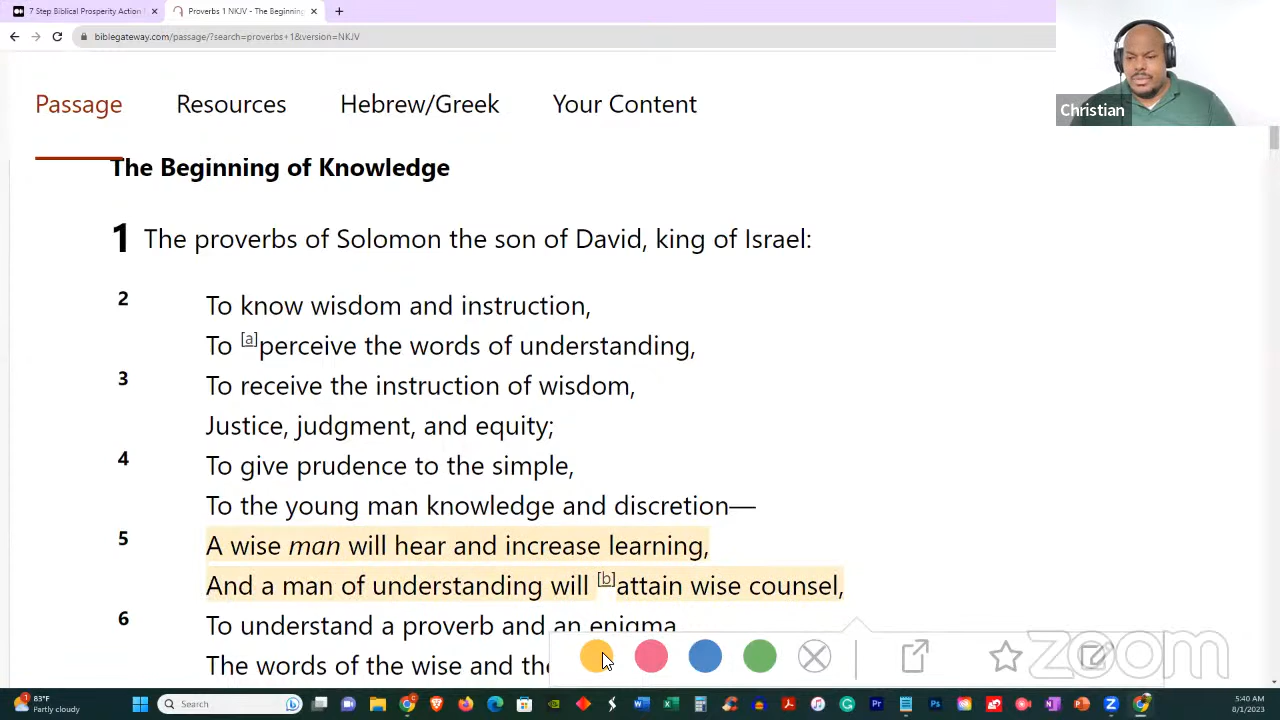 7 Step Biblical Prosperity Action
Proverbs 1 NKJV - The Beginning
biblegateway.com/passage/?search=proverbs+1&version=NKJV
Christian
Passage Resources Hebrew/Greek Your Content
The Beginning of Knowledge
1 The proverbs of Solomon the son of David, king of Israel:
2 To know wisdom and instruction,
To [a]perceive the words of understanding,
3 To receive the instruction of wisdom,
Justice, judgment, and equity;
4 To give prudence to the simple,
To the young man knowledge and discretion—
5 A wise man will hear and increase learning,
And a man of understanding will [b]attain wise counsel,
6 To understand a proverb and an enigma
The words of the wise and the
zoom
83°F
Partly cloudy
Search
5:40 AM
8/1/2023